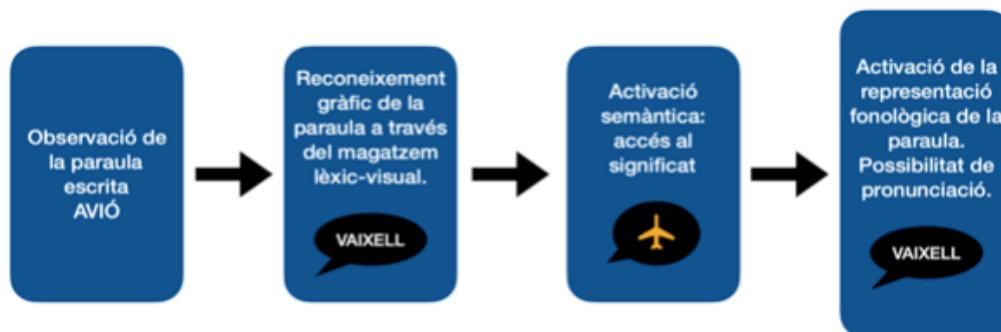 Observació de
la paraula
escrita
AVIÓ
Reconeixement
gràfic de la
paraula a través
del magatzem
lèxic-visual.
VAIXELL
Activació
semàntica:
accés al
significat
Activació de la
representació
fonològica de la
paraula.
Possibilitat de
pronunciació.
VAIXELL